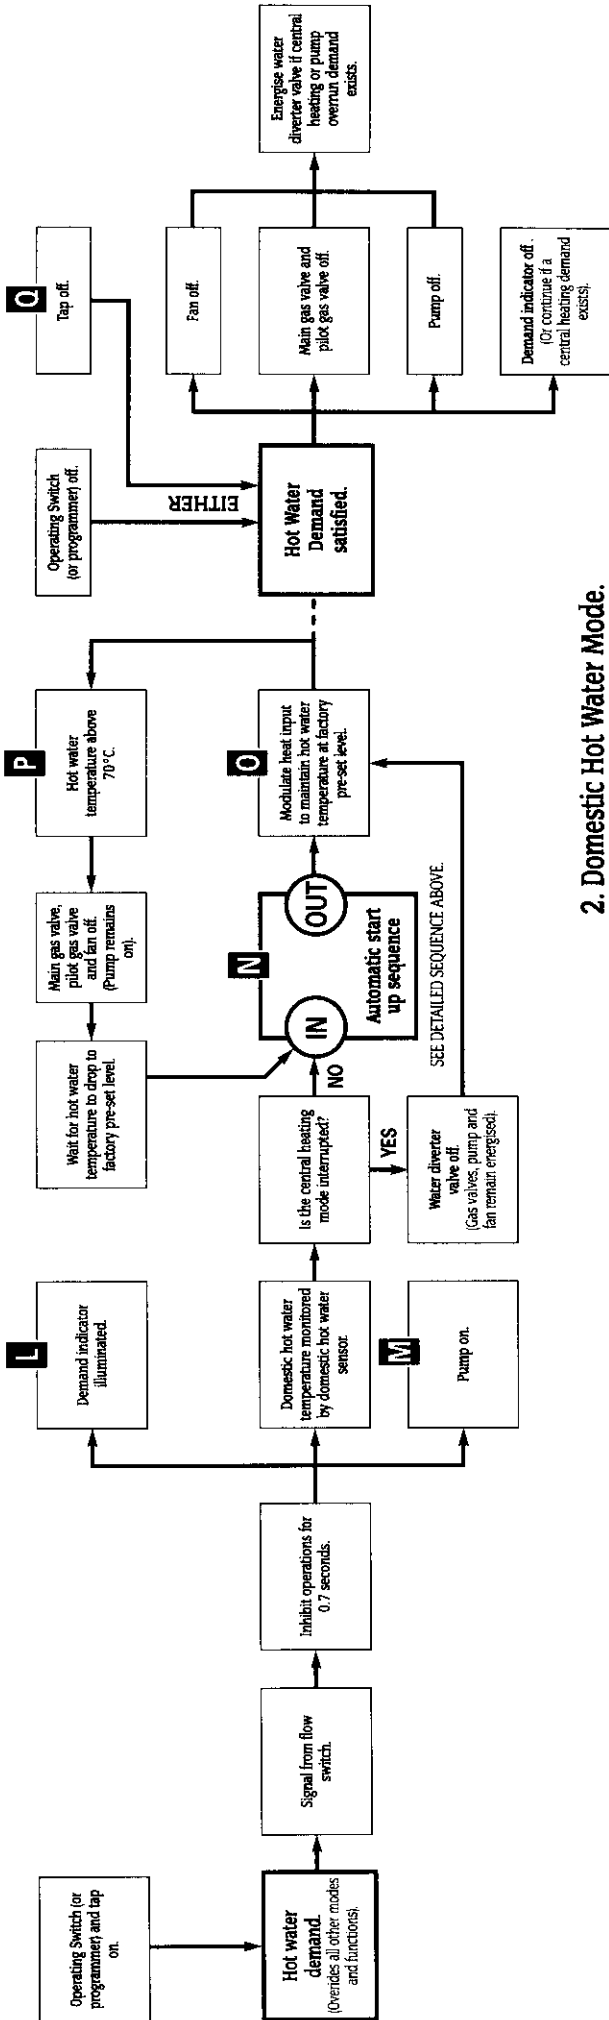 Operating Switch (or
programmer) and tap
on.
Hot water
demand.
(Overides all other modes
and functions).
Signal from flow
switch.
Inhibit operations for
0.7 seconds.
L
Demand indicator
illuminated.
Domestic hot water
temperature monitored
by domestic hot water
sensor.
M
Pump on.
Is the central heating
mode interrupted?
NO
YES
Water diverter
valve off.
(Gas valves, pump and
fan remain energised).
SEE DETAILED SEQUENCE ABOVE.
N
IN
OUT
Automatic start
up sequence
O
Modulate heat input
to maintain hot water
temperature at factory
pre-set level.
P
Hot water
temperature above
70°C.
Main gas valve,
pilot gas valve
and fan off.
(Pump remains
on).
Wait for hot water
temperature to drop to
factory pre-set level.
Operating Switch
(or programmer) off.
Q
Tap off.
EITHER
Hot Water
Demand
satisfied.
Fan off.
Main gas valve and
pilot gas valve off.
Pump off.
Demand indicator off.
(Or continue if a
central heating demand
exists).
Energise water
diverter valve if central
heating or pump
overrun demand
exists.
2. Domestic Hot Water Mode.